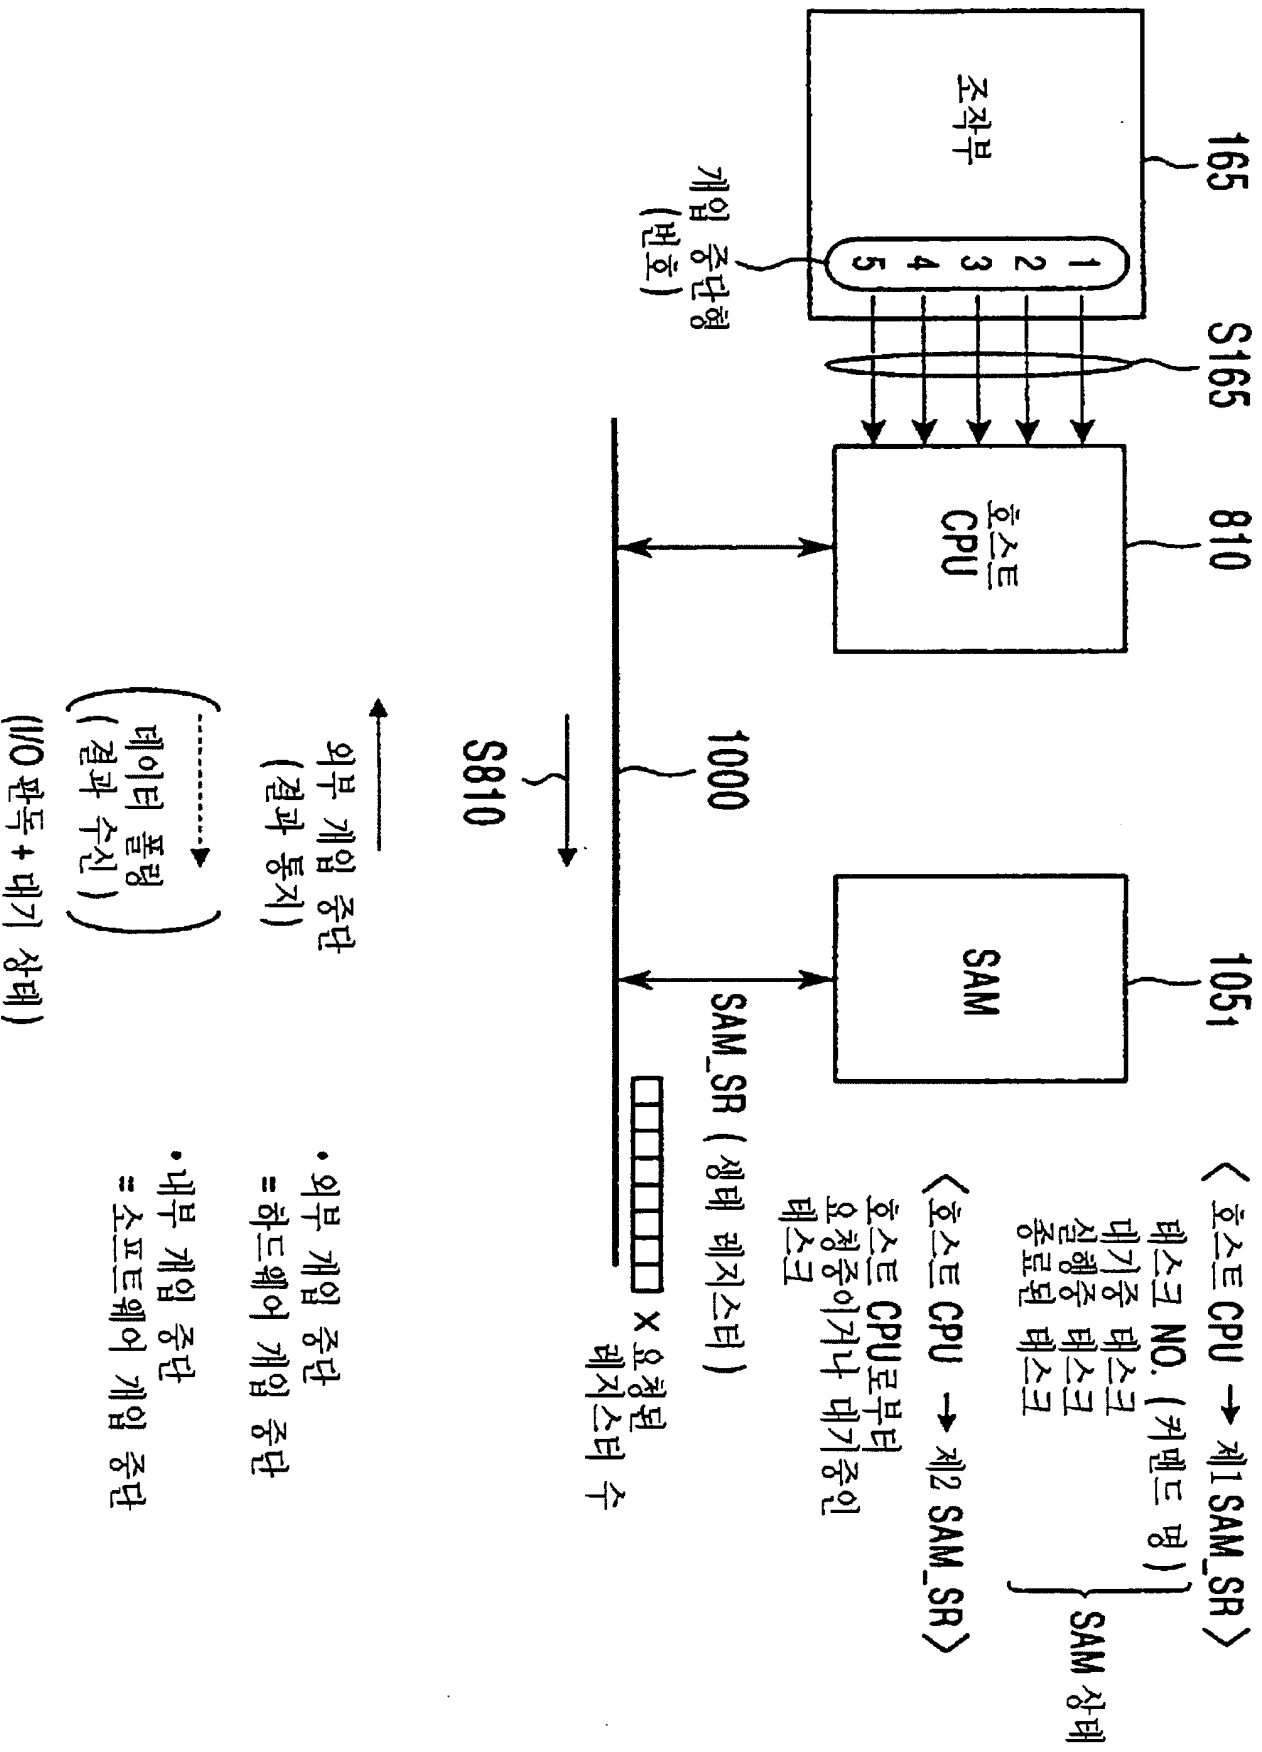 165
S165
810
105₁
조작부
1
2
3
4
5
개입 중단형
(번호)
호스트
CPU
SAM
1000
S810
SAM_SR (생태 레지스터)
× 요청된
레지스터 수
<호스트 CPU → 제1 SAM_SR>
태스크 NO. (커맨드 명)
대기중 태스크
실행중 태스크
종료된 태스크
SAM 상태
<호스트 CPU → 제2 SAM_SR>
호스트 CPU로부터
요청중이거나 대기중인
태스크
외부 개입 중단
(결과 통지)
데이터 폴링
(결과 수신)
(I/O 판독 + 대기 상태)
• 외부 개입 중단
= 하드웨어 개입 중단
• 내부 개입 중단
= 소프트웨어 개입 중단